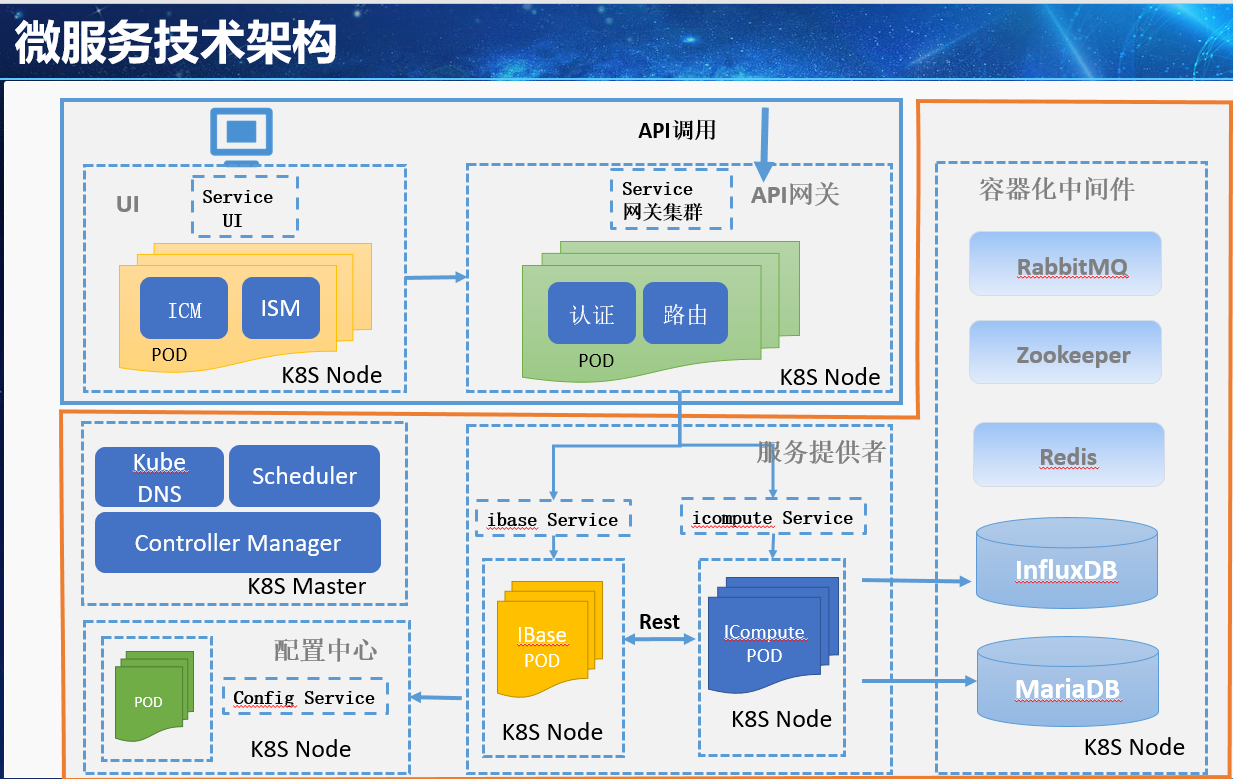 微服务技术架构
API调用
UI
Service
UI
Service
网关集群
API网关
ICM
ISM
POD
K8S Node
认证
路由
POD
K8S Node
容器化中间件
RabbitMQ
Zookeeper
Redis
InfluxDB
MariaDB
K8S Node
Kube
DNS
Scheduler
Controller Manager
K8S Master
服务提供者
ibase Service
icompute Service
IBase
POD
K8S Node
Rest
ICompute
POD
K8S Node
配置中心
POD
Config Service
K8S Node